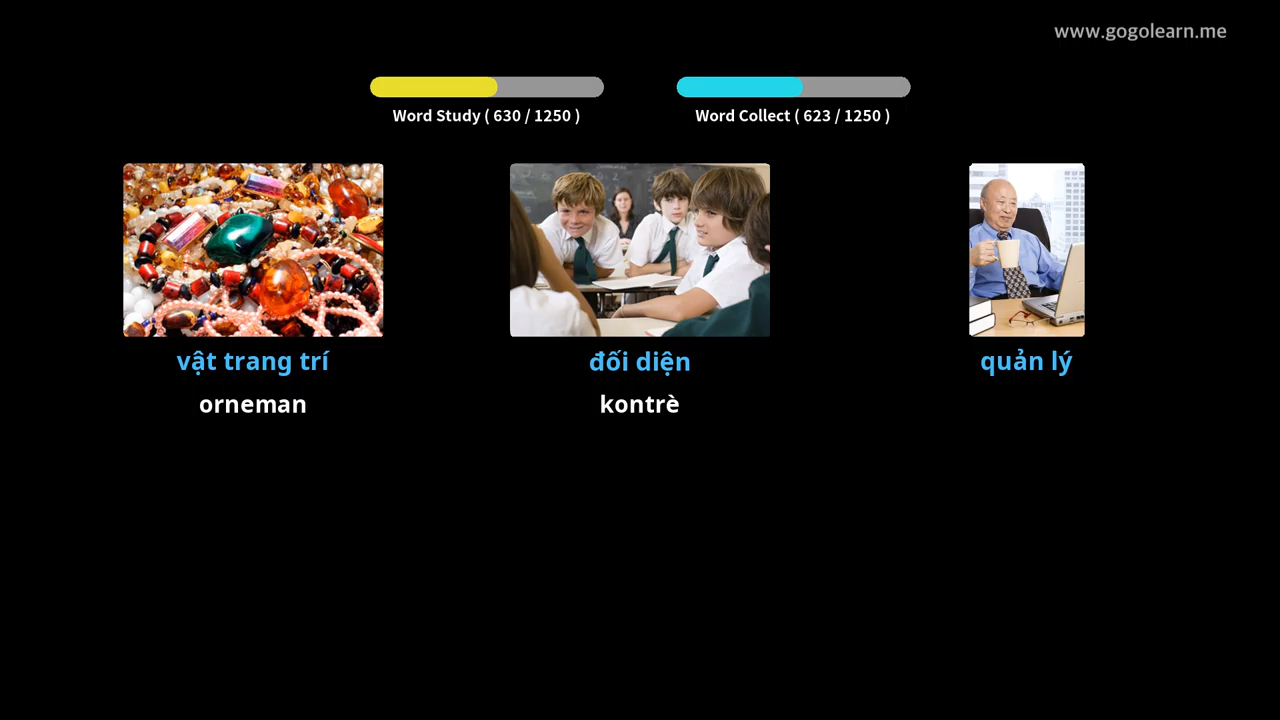 www.gogolearn.me
Word Study ( 630 / 1250 )
Word Collect ( 623 / 1250 )
vật trang trí
đối diện
quản lý
orneman
kontrè